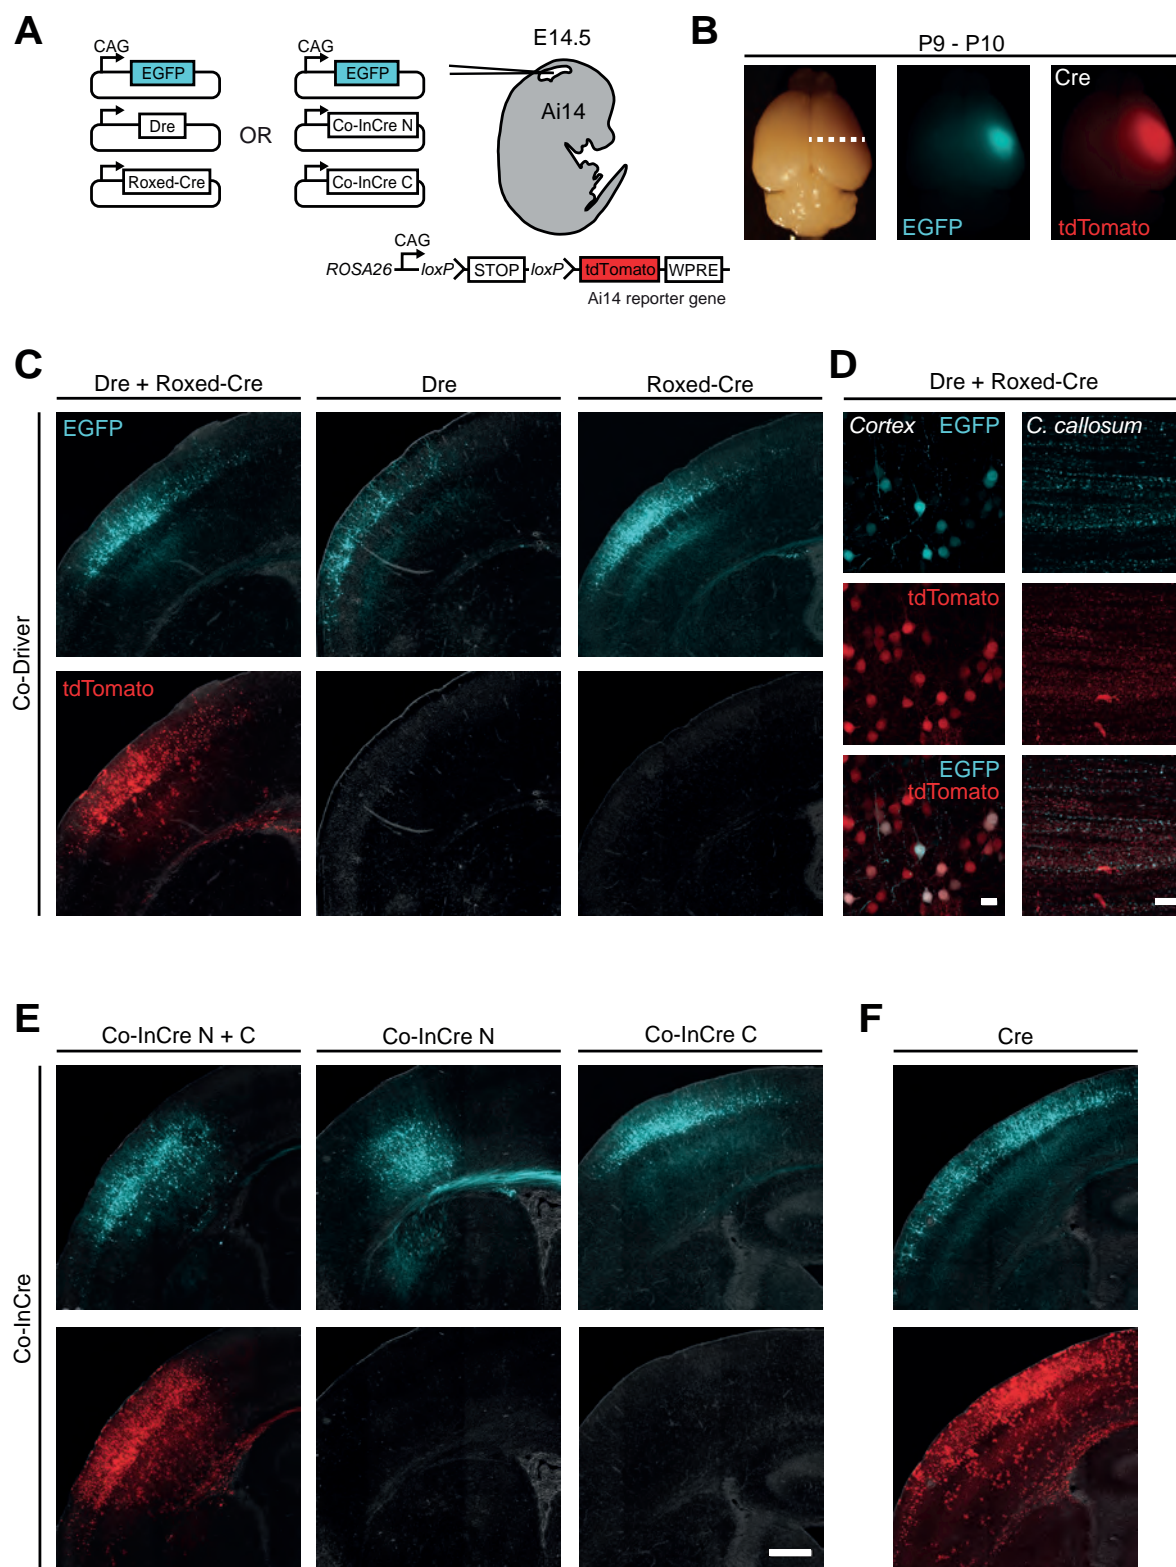 A
CAG
EGFP
Dre
Roxed-Cre
OR
CAG
EGFP
Co-InCre N
Co-InCre C
E14.5
Ai14
CAG
ROSA26 loxP STOP loxP tdTomato WPRE
Ai14 reporter gene
B
P9 - P10
EGFP
Cre
tdTomato
C
Dre + Roxed-Cre
Dre
Roxed-Cre
Co-Driver
EGFP
tdTomato
D
Dre + Roxed-Cre
Cortex EGFP
C. callosum
tdTomato
EGFP
tdTomato
E
Co-InCre N + C
Co-InCre N
Co-InCre C
Co-InCre
F
Cre